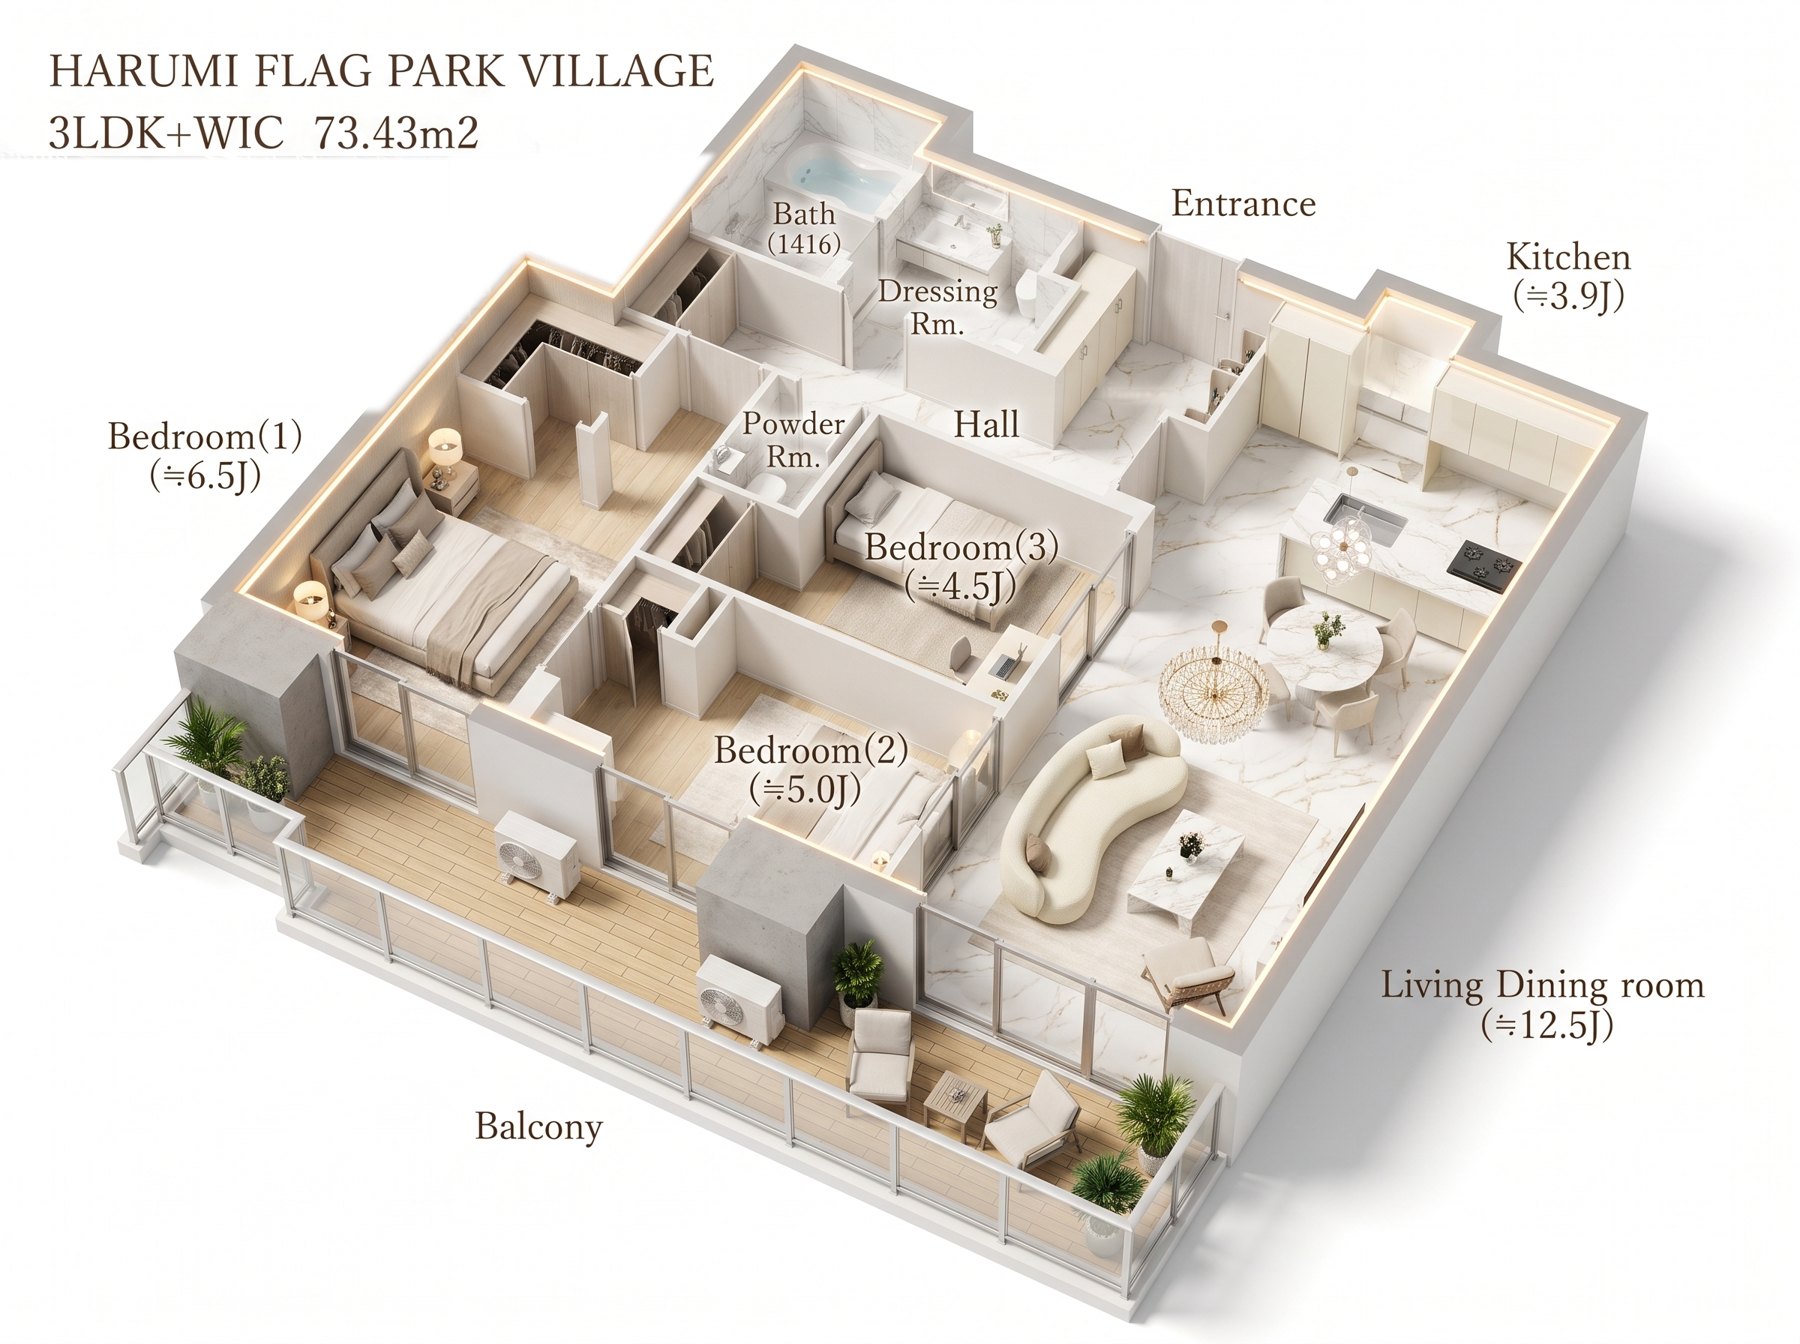 HARUMI FLAG PARK VILLAGE
3LDK+WIC 73.43m2
Entrance
Bath
(1416)
Kitchen
(≒3.9J)
Dressing
Rm.
Bedroom(1)
(≒6.5J)
Powder
Rm.
Hall
Bedroom(3)
(≒4.5J)
Bedroom(2)
(≒5.0J)
Living Dining room
(≒12.5J)
Balcony